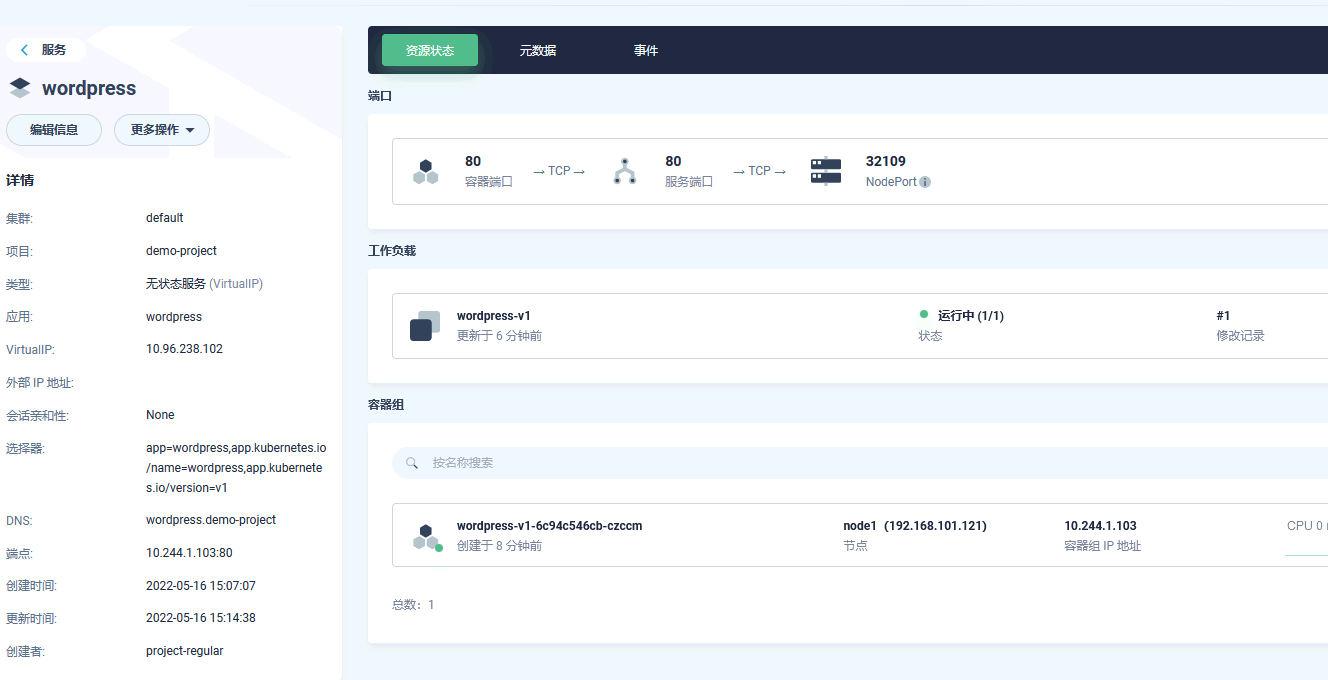 服务
wordpress
编辑信息
更多操作
详情
集群: default
项目: demo-project
类型: 无状态服务 (VirtualIP)
应用: wordpress
VirtualIP: 10.96.238.102
外部 IP 地址:
会话亲和性: None
选择器: app=wordpress,app.kubernetes.io
/name=wordpress,app.kubernete
s.io/version=v1
DNS: wordpress.demo-project
端点: 10.244.1.103:80
创建时间: 2022-05-16 15:07:07
更新时间: 2022-05-16 15:14:38
创建者: project-regular
资源状态 元数据 事件
端口
80 → TCP → 80 → TCP → 32109
容器端口 服务端口 NodePort
工作负载
wordpress-v1 运行中 (1/1) #1
更新于 6 分钟前 状态 修改记录
容器组
按名称搜索
wordpress-v1-6c94c546cb-czccm node1 (192.168.101.121) 10.244.1.103 CPU 0
创建于 8 分钟前 节点 容器组 IP 地址
总数: 1